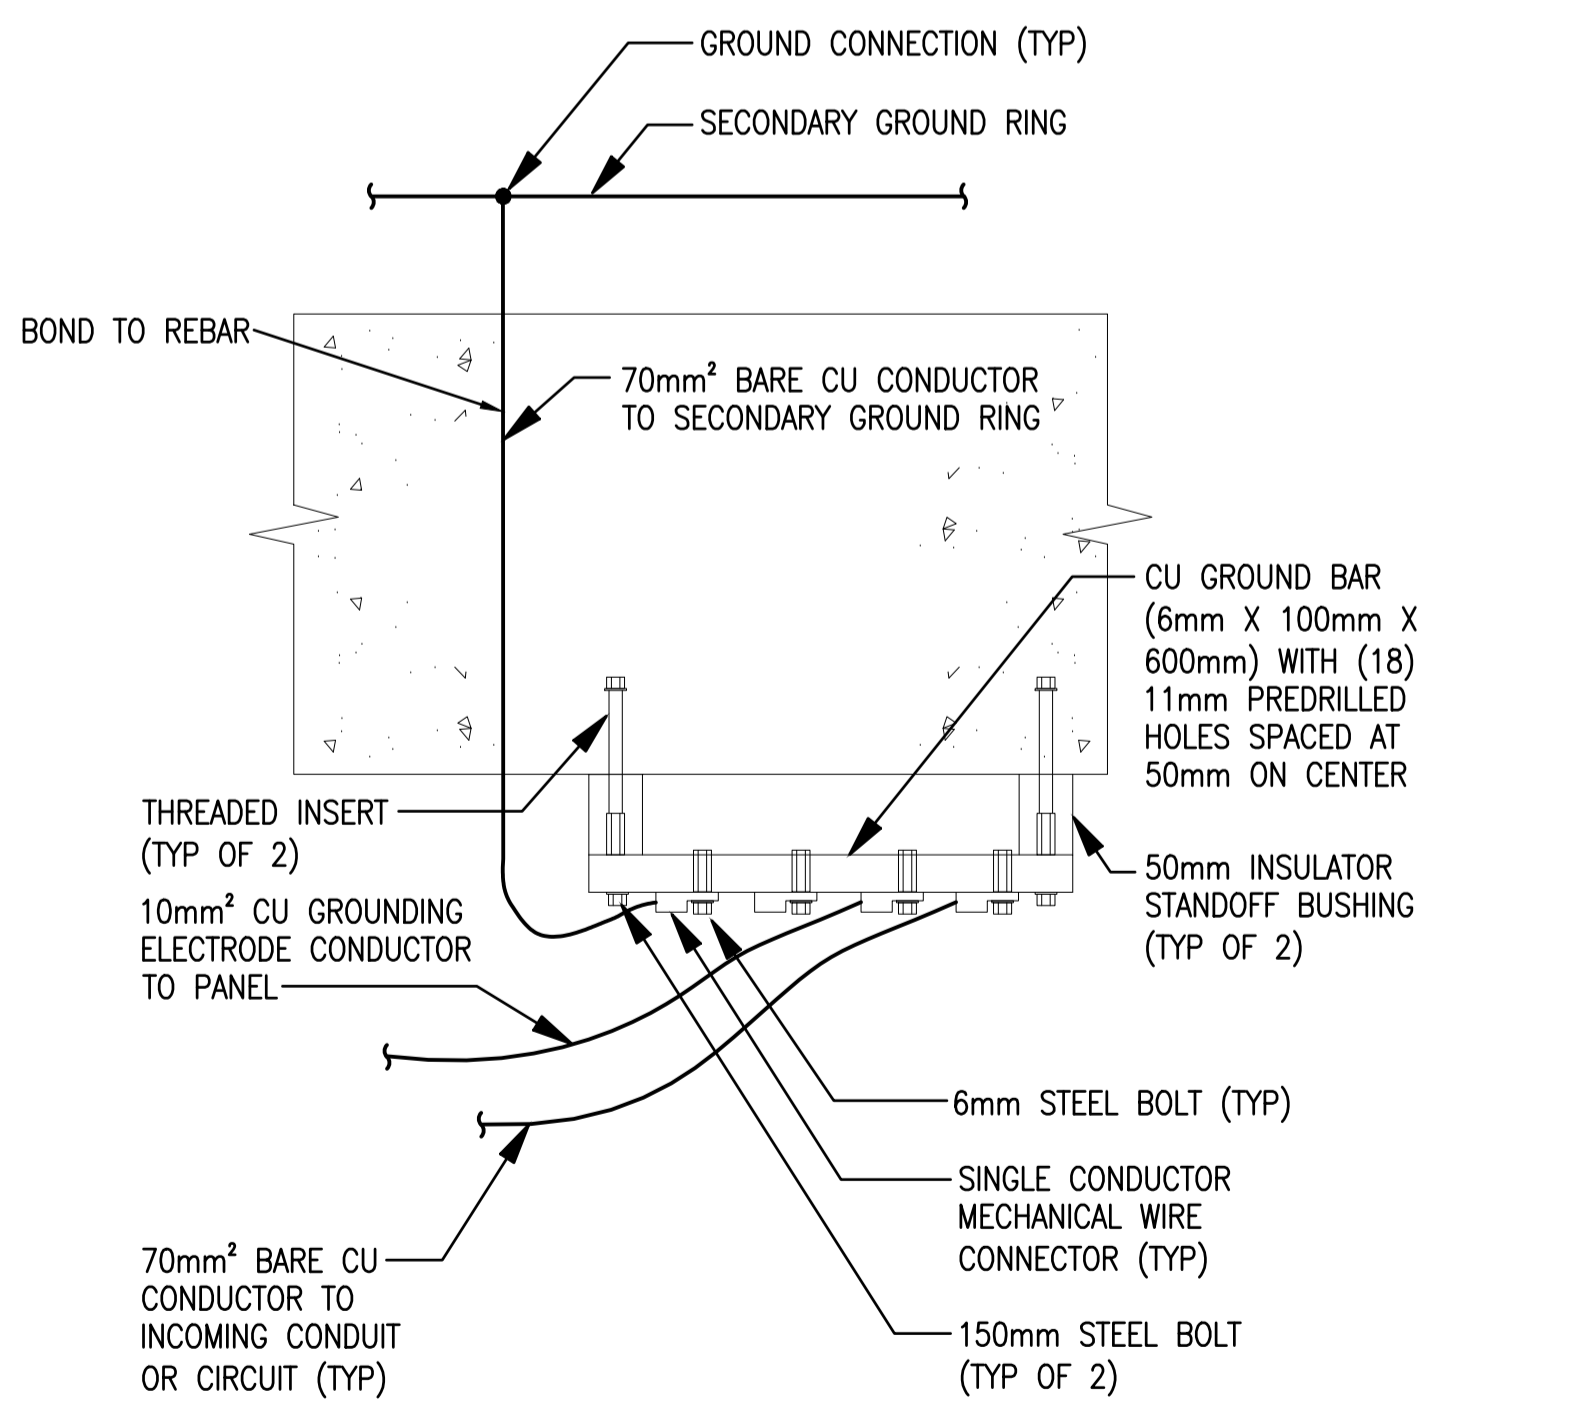 GROUND CONNECTION (TYP)
SECONDARY GROUND RING
BOND TO REBAR
70mm² BARE CU CONDUCTOR
TO SECONDARY GROUND RING
CU GROUND BAR
(6mm X 100mm X
600mm) WITH (18)
11mm PREDRILLED
HOLES SPACED AT
50mm ON CENTER
THREADED INSERT
(TYP OF 2)
50mm INSULATOR
STANDOFF BUSHING
(TYP OF 2)
10mm² CU GROUNDING
ELECTRODE CONDUCTOR
TO PANEL
6mm STEEL BOLT (TYP)
SINGLE CONDUCTOR
MECHANICAL WIRE
CONNECTOR (TYP)
70mm² BARE CU
CONDUCTOR TO
INCOMING CONDUIT
OR CIRCUIT (TYP)
150mm STEEL BOLT
(TYP OF 2)